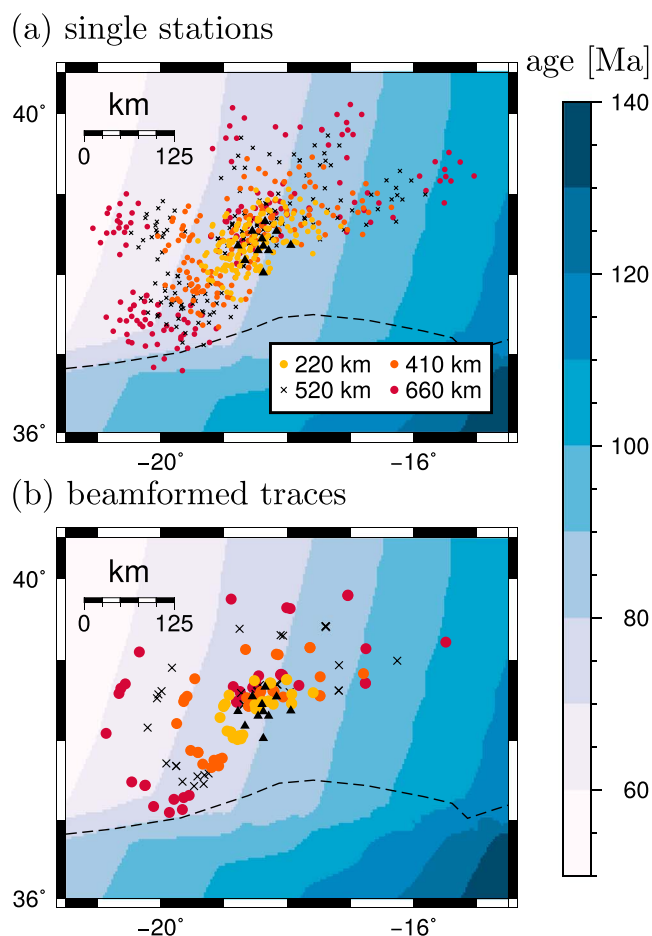 (a) single stations
age [Ma]
km
0 125
40°
36°
−20° −16°
220 km 410 km
× 520 km 660 km
140
120
100
80
60
(b) beamformed traces
km
0 125
40°
36°
−20° −16°